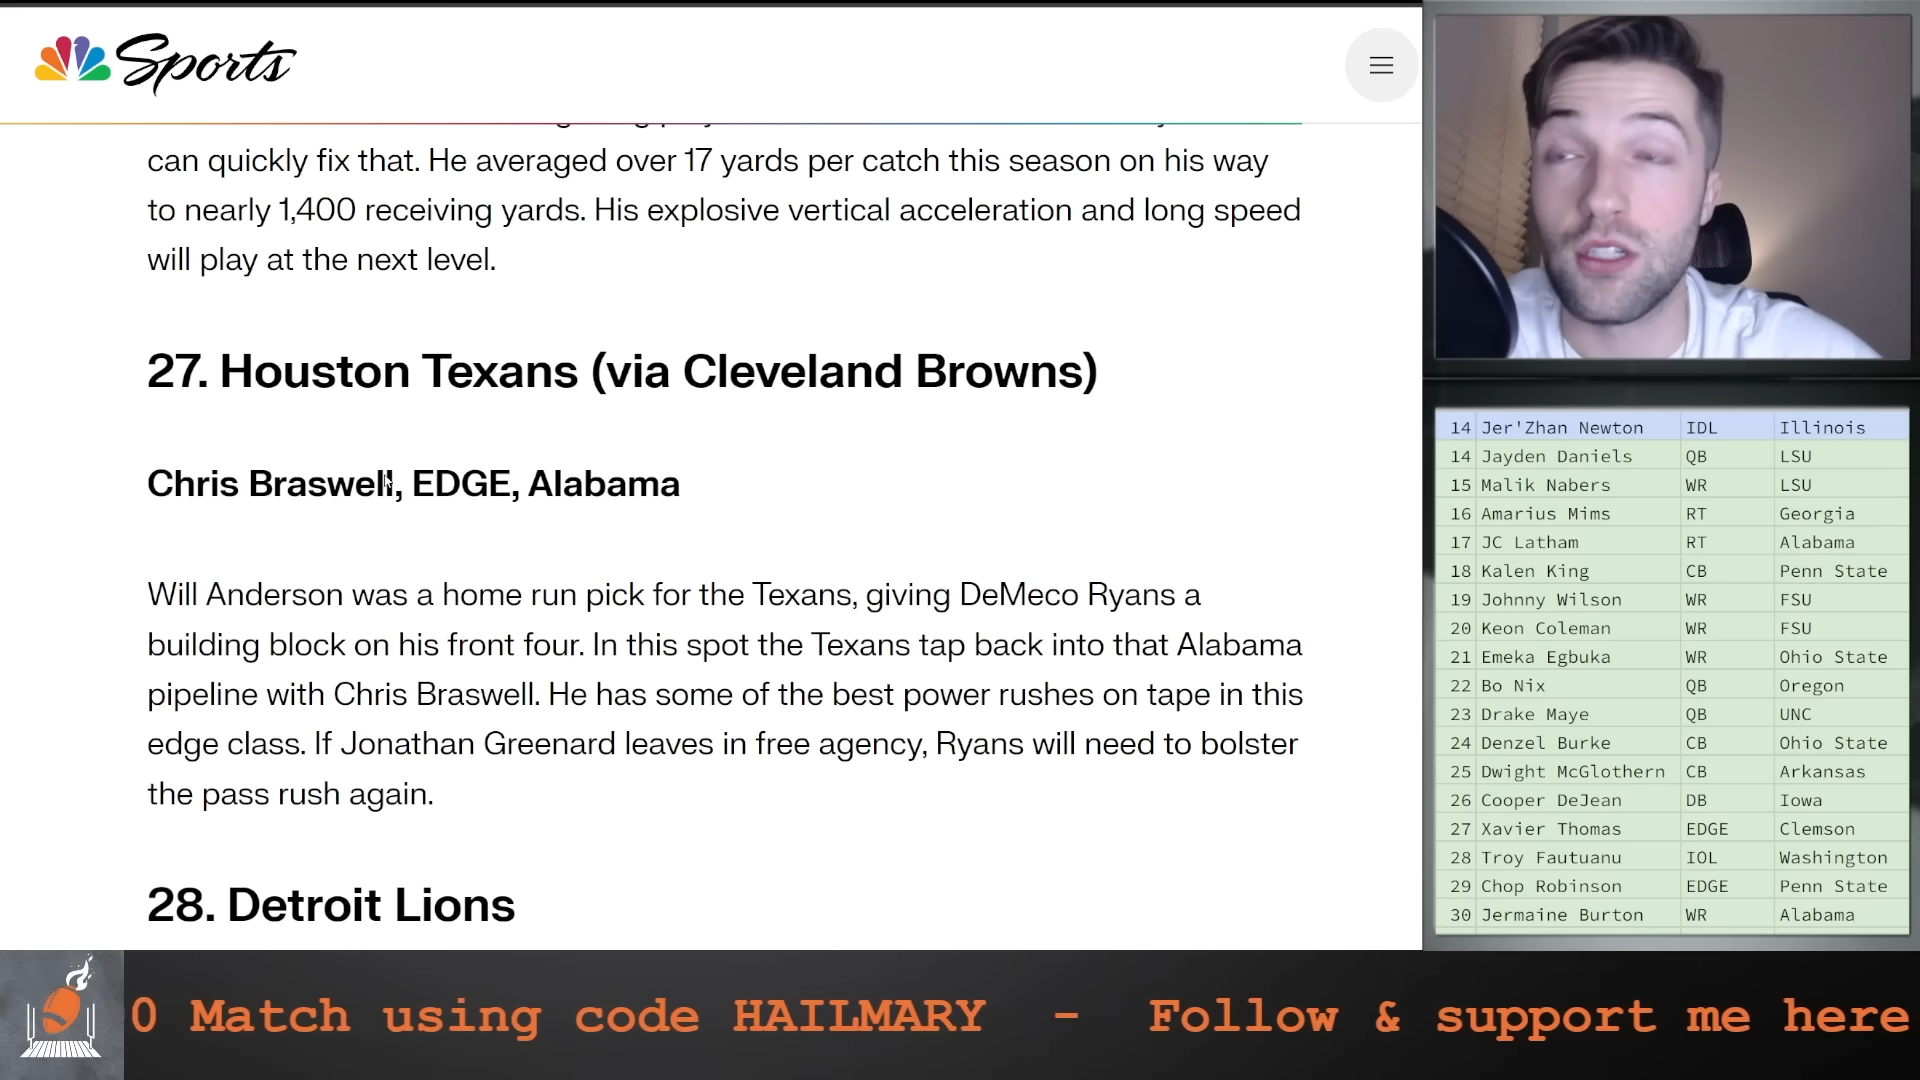 Sports
can quickly fix that. He averaged over 17 yards per catch this season on his way
to nearly 1,400 receiving yards. His explosive vertical acceleration and long speed
will play at the next level.
27. Houston Texans (via Cleveland Browns)
Chris Braswell, EDGE, Alabama
Will Anderson was a home run pick for the Texans, giving DeMeco Ryans a
building block on his front four. In this spot the Texans tap back into that Alabama
pipeline with Chris Braswell. He has some of the best power rushes on tape in this
edge class. If Jonathan Greenard leaves in free agency, Ryans will need to bolster
the pass rush again.
28. Detroit Lions
14 Jer'Zhan Newton IDL Illinois
14 Jayden Daniels QB LSU
15 Malik Nabers WR LSU
16 Amarius Mims RT Georgia
17 JC Latham RT Alabama
18 Kalen King CB Penn State
19 Johnny Wilson WR FSU
20 Keon Coleman WR FSU
21 Emeka Egbuka WR Ohio State
22 Bo Nix QB Oregon
23 Drake Maye QB UNC
24 Denzel Burke CB Ohio State
25 Dwight McGlothern CB Arkansas
26 Cooper DeJean DB Iowa
27 Xavier Thomas EDGE Clemson
28 Troy Fautuanu IOL Washington
29 Chop Robinson EDGE Penn State
30 Jermaine Burton WR Alabama
0 Match using code HAILMARY - Follow & support me here